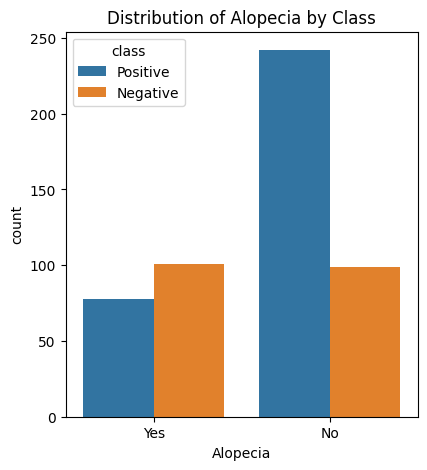 Distribution of Alopecia by Class
class
Positive
Negative
250
200
150
100
50
0
count
Yes
No
Alopecia